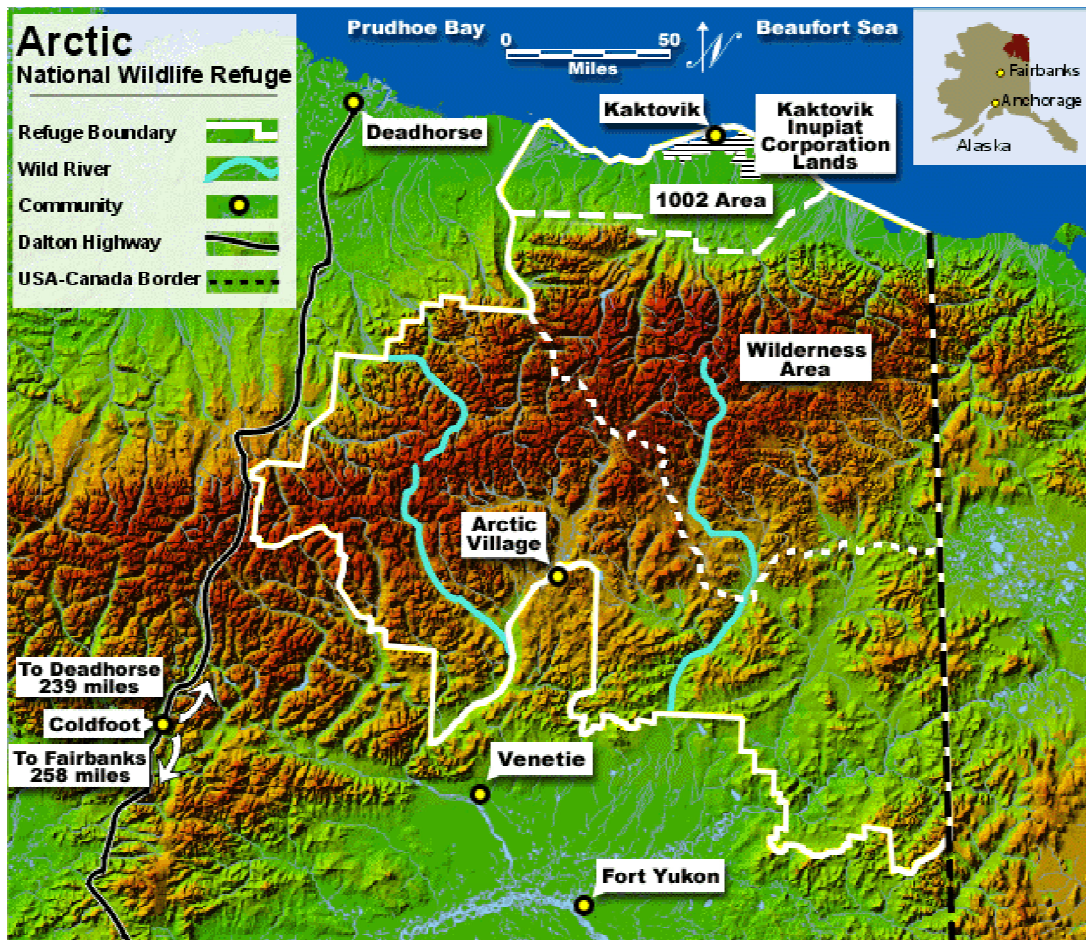 Arctic
National Wildlife Refuge
Refuge Boundary
Wild River
Community
Dalton Highway
USA-Canada Border
Prudhoe Bay
0
50
Miles
N
Beaufort Sea
Fairbanks
Anchorage
Alaska
Deadhorse
Kaktovik
Kaktovik
Inupiat
Corporation
Lands
1002 Area
Wilderness
Area
Arctic
Village
To Deadhorse
239 miles
Coldfoot
To Fairbanks
258 miles
Venetie
Fort Yukon